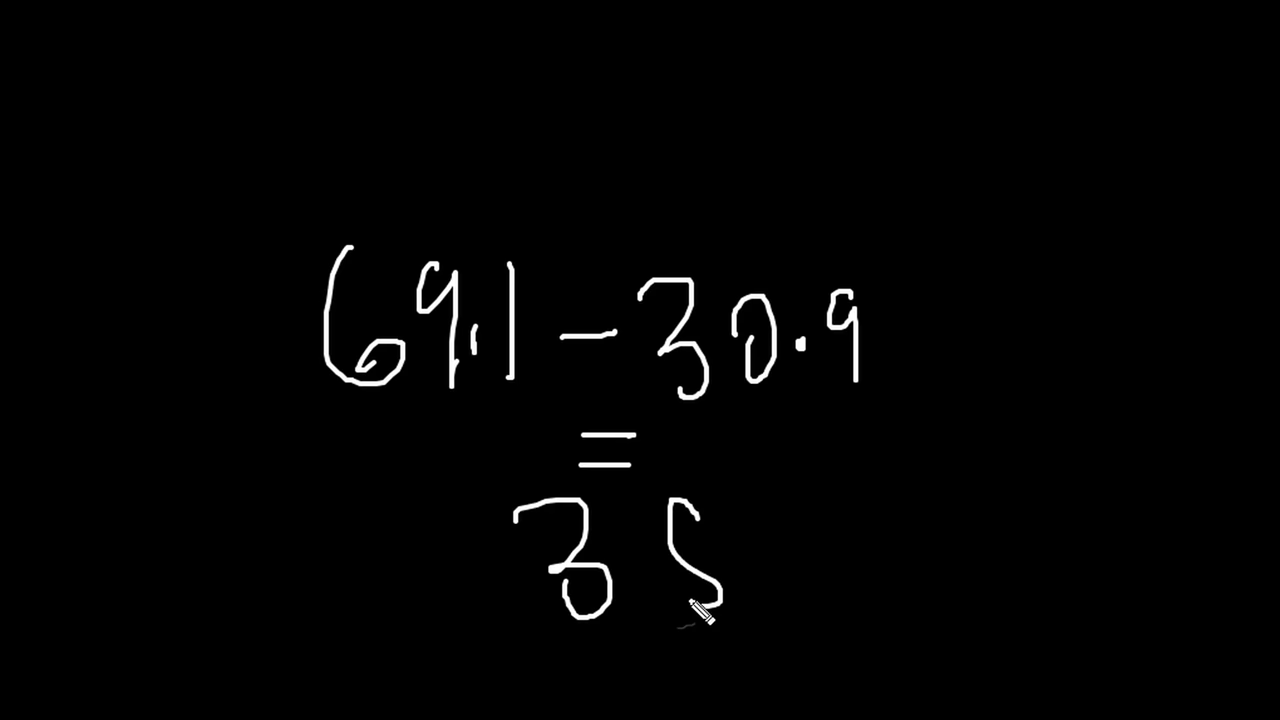 69.1 - 30.9
=
3